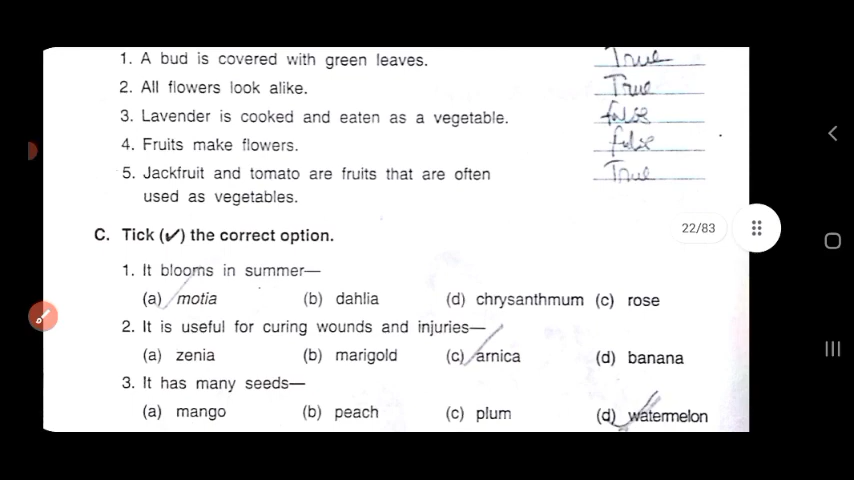 1. A bud is covered with green leaves. True
2. All flowers look alike. True
3. Lavender is cooked and eaten as a vegetable. false
4. Fruits make flowers. false
5. Jackfruit and tomato are fruits that are often True
used as vegetables.
22/83
C. Tick (✓) the correct option.
1. It blooms in summer—
(a) motia (b) dahlia (d) chrysanthmum (c) rose
2. It is useful for curing wounds and injuries—
(a) zenia (b) marigold (c) arnica (d) banana
3. It has many seeds—
(a) mango (b) peach (c) plum (d) watermelon